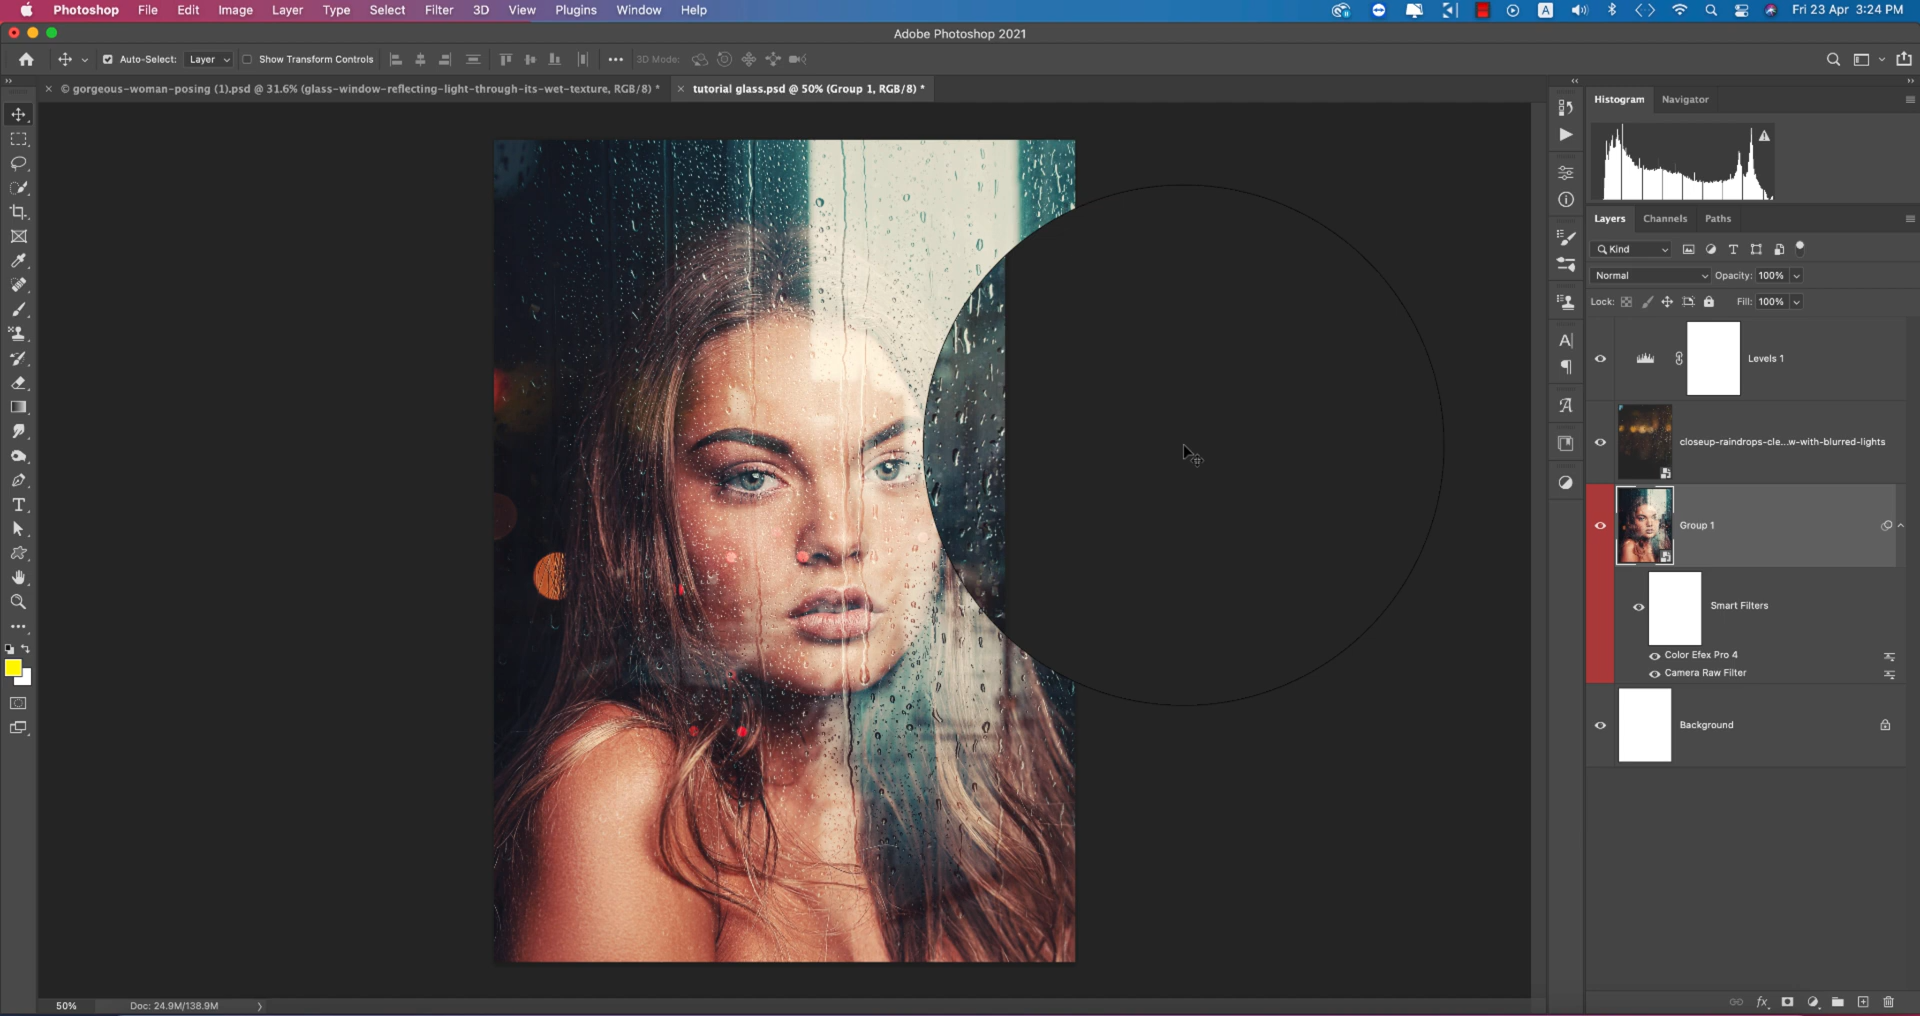 Photoshop File Edit Image Layer Type Select Filter 3D View Plugins Window Help A Fri 23 Apr 3:24 PM
Adobe Photoshop 2021
Auto-Select: Layer Show Transform Controls 3D Mode:
© gorgeous-woman-posing (1).psd @ 31.6% (glass-window-reflecting-light-through-its-wet-texture, RGB/8) * tutorial glass.psd @ 50% (Group 1, RGB/8) *
Histogram Navigator
Layers Channels Paths
Kind
Normal Opacity: 100%
Lock: Fill: 100%
Levels 1
closeup-raindrops-cle...w-with-blurred-lights
Group 1
Smart Filters
Color Efex Pro 4
Camera Raw Filter
Background
50% Doc: 24.9M/138.9M